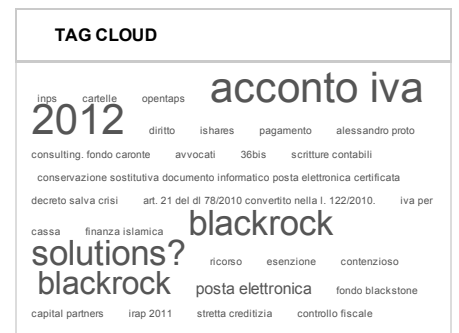 TAG CLOUD
inps cartelle opentaps acconto iva
2012 diritto ishares pagamento alessandro proto
consulting. fondo caronte avvocati 36bis scritture contabili
conservazione sostitutiva documento informatico posta elettronica certificata
decreto salva crisi art. 21 del dl 78/2010 convertito nella l. 122/2010. iva per
cassa finanza islamica blackrock
solutions? ricorso esenzione contenzioso
blackrock posta elettronica fondo blackstone
capital partners irap 2011 stretta creditizia controllo fiscale